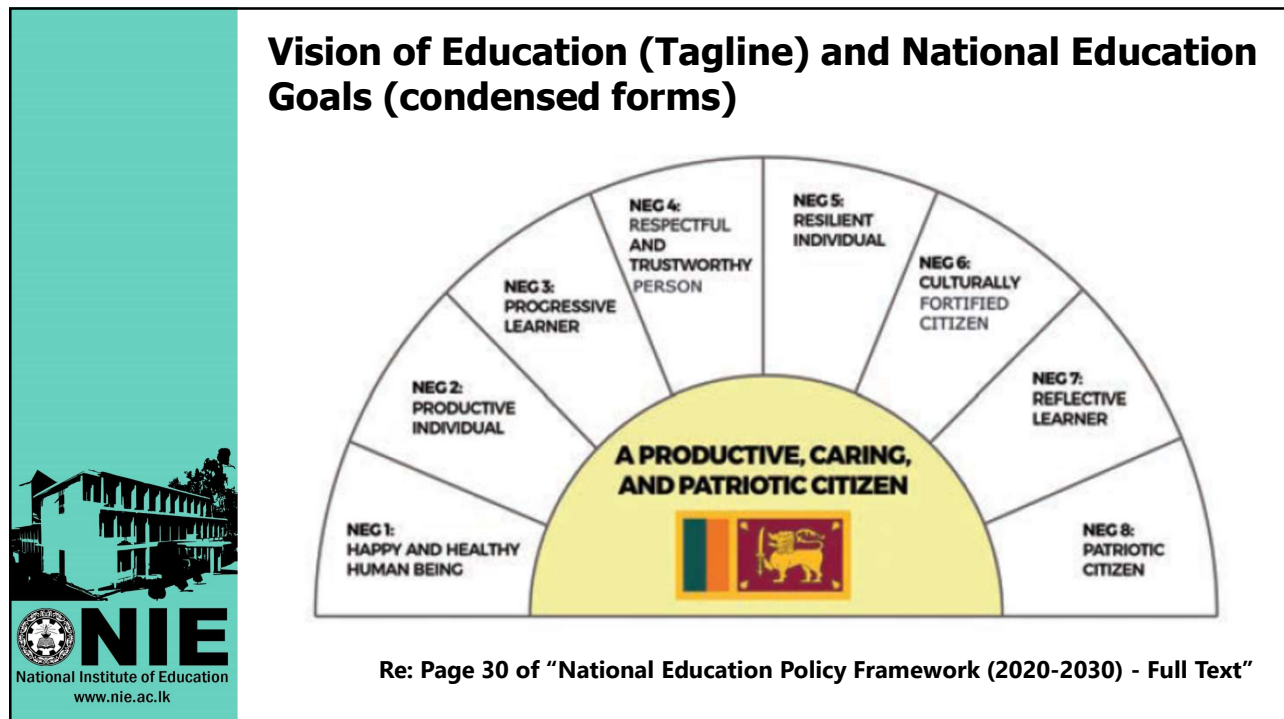 Vision of Education (Tagline) and National Education
Goals (condensed forms)
NEG 1:
HAPPY AND HEALTHY
HUMAN BEING
NEG 2:
PRODUCTIVE
INDIVIDUAL
NEG 3:
PROGRESSIVE
LEARNER
NEG 4:
RESPECTFUL
AND
TRUSTWORTHY
PERSON
NEG 5:
RESILIENT
INDIVIDUAL
NEG 6:
CULTURALLY
FORTIFIED
CITIZEN
NEG 7:
REFLECTIVE
LEARNER
NEG 8:
PATRIOTIC
CITIZEN
A PRODUCTIVE, CARING,
AND PATRIOTIC CITIZEN
NIE
National Institute of Education
www.nie.ac.lk
Re: Page 30 of “National Education Policy Framework (2020-2030) - Full Text”